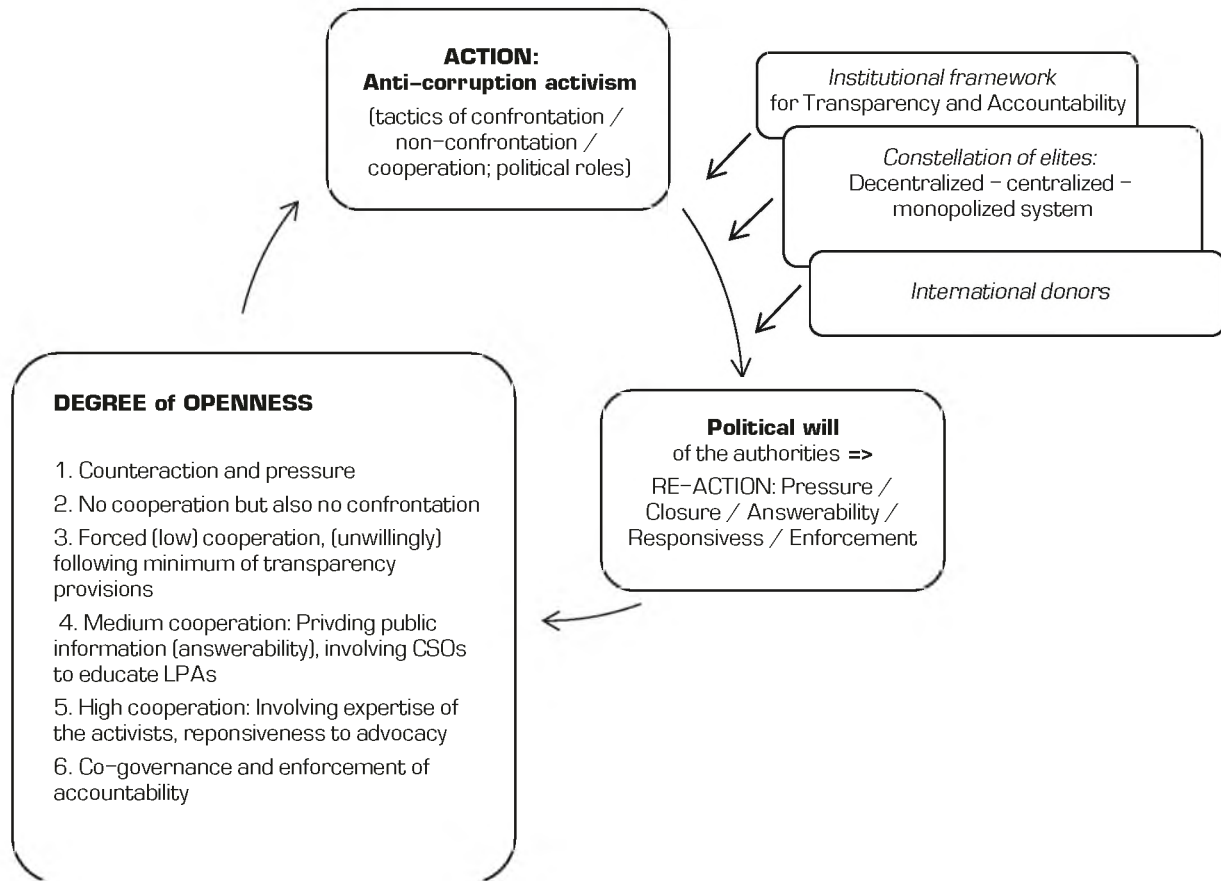 ACTION:
Anti-corruption activism
(tactics of confrontation /
non-confrontation /
cooperation; political roles)
Institutional framework
for Transparency and Accountability
Constellation of elites:
Decentralized – centralized –
monopolized system
International donors
Political will
of the authorities =>
RE-ACTION: Pressure /
Closure / Answerability /
Responsivess / Enforcement
DEGREE of OPENNESS
1. Counteraction and pressure
2. No cooperation but also no confrontation
3. Forced (low) cooperation, (unwillingly)
following minimum of transparency
provisions
4. Medium cooperation: Privding public
information (answerability), involving CSOs
to educate LPAs
5. High cooperation: Involving expertise of
the activists, reponsiveness to advocacy
6. Co-governance and enforcement of
accountability